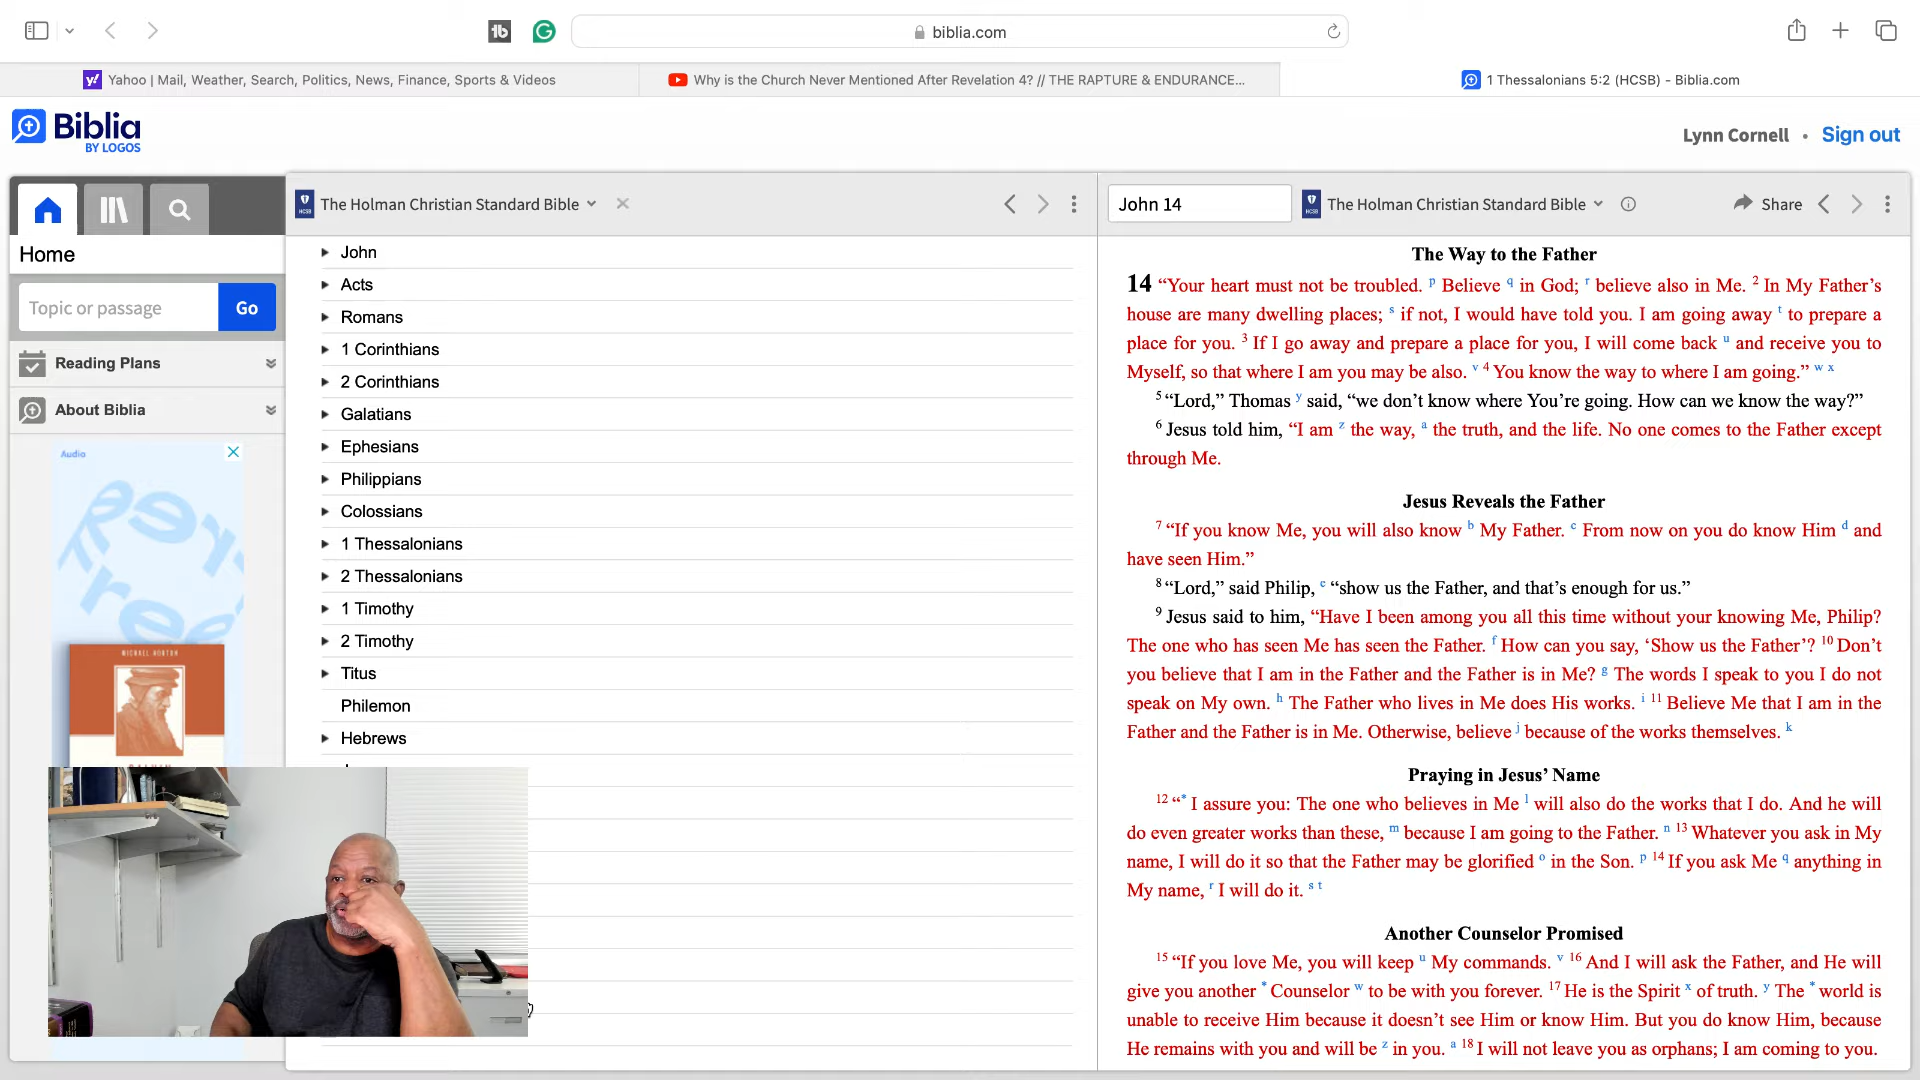 biblia.com
Yahoo | Mail, Weather, Search, Politics, News, Finance, Sports & Videos
Why is the Church Never Mentioned After Revelation 4? // THE RAPTURE & ENDURANCE...
1 Thessalonians 5:2 (HCSB) - Biblia.com
Biblia
BY LOGOS
Lynn Cornell • Sign out
The Holman Christian Standard Bible
John 14
The Holman Christian Standard Bible
Share
Home
Topic or passage
Go
Reading Plans
About Biblia
Audio
MICHAEL HORTON
John
Acts
Romans
1 Corinthians
2 Corinthians
Galatians
Ephesians
Philippians
Colossians
1 Thessalonians
2 Thessalonians
1 Timothy
2 Timothy
Titus
Philemon
Hebrews
The Way to the Father
14 “Your heart must not be troubled. p Believe q in God; r believe also in Me. 2 In My Father’s
house are many dwelling places; s if not, I would have told you. I am going away t to prepare a
place for you. 3 If I go away and prepare a place for you, I will come back u and receive you to
Myself, so that where I am you may be also. v 4 You know the way to where I am going.” w x
5 “Lord,” Thomas y said, “we don’t know where You’re going. How can we know the way?”
6 Jesus told him, “I am z the way, a the truth, and the life. No one comes to the Father except
through Me.
Jesus Reveals the Father
7 “If you know Me, you will also know b My Father. c From now on you do know Him d and
have seen Him.”
8 “Lord,” said Philip, e “show us the Father, and that’s enough for us.”
9 Jesus said to him, “Have I been among you all this time without your knowing Me, Philip?
The one who has seen Me has seen the Father. f How can you say, ‘Show us the Father’? 10 Don’t
you believe that I am in the Father and the Father is in Me? g The words I speak to you I do not
speak on My own. h The Father who lives in Me does His works. i 11 Believe Me that I am in the
Father and the Father is in Me. Otherwise, believe j because of the works themselves. k
Praying in Jesus’ Name
12 “* I assure you: The one who believes in Me l will also do the works that I do. And he will
do even greater works than these, m because I am going to the Father. n 13 Whatever you ask in My
name, I will do it so that the Father may be glorified o in the Son. p 14 If you ask Me q anything in
My name, r I will do it. s t
Another Counselor Promised
15 “If you love Me, you will keep u My commands. v 16 And I will ask the Father, and He will
give you another * Counselor w to be with you forever. 17 He is the Spirit x of truth. y The * world is
unable to receive Him because it doesn’t see Him or know Him. But you do know Him, because
He remains with you and will be z in you. a 18 I will not leave you as orphans; I am coming to you.